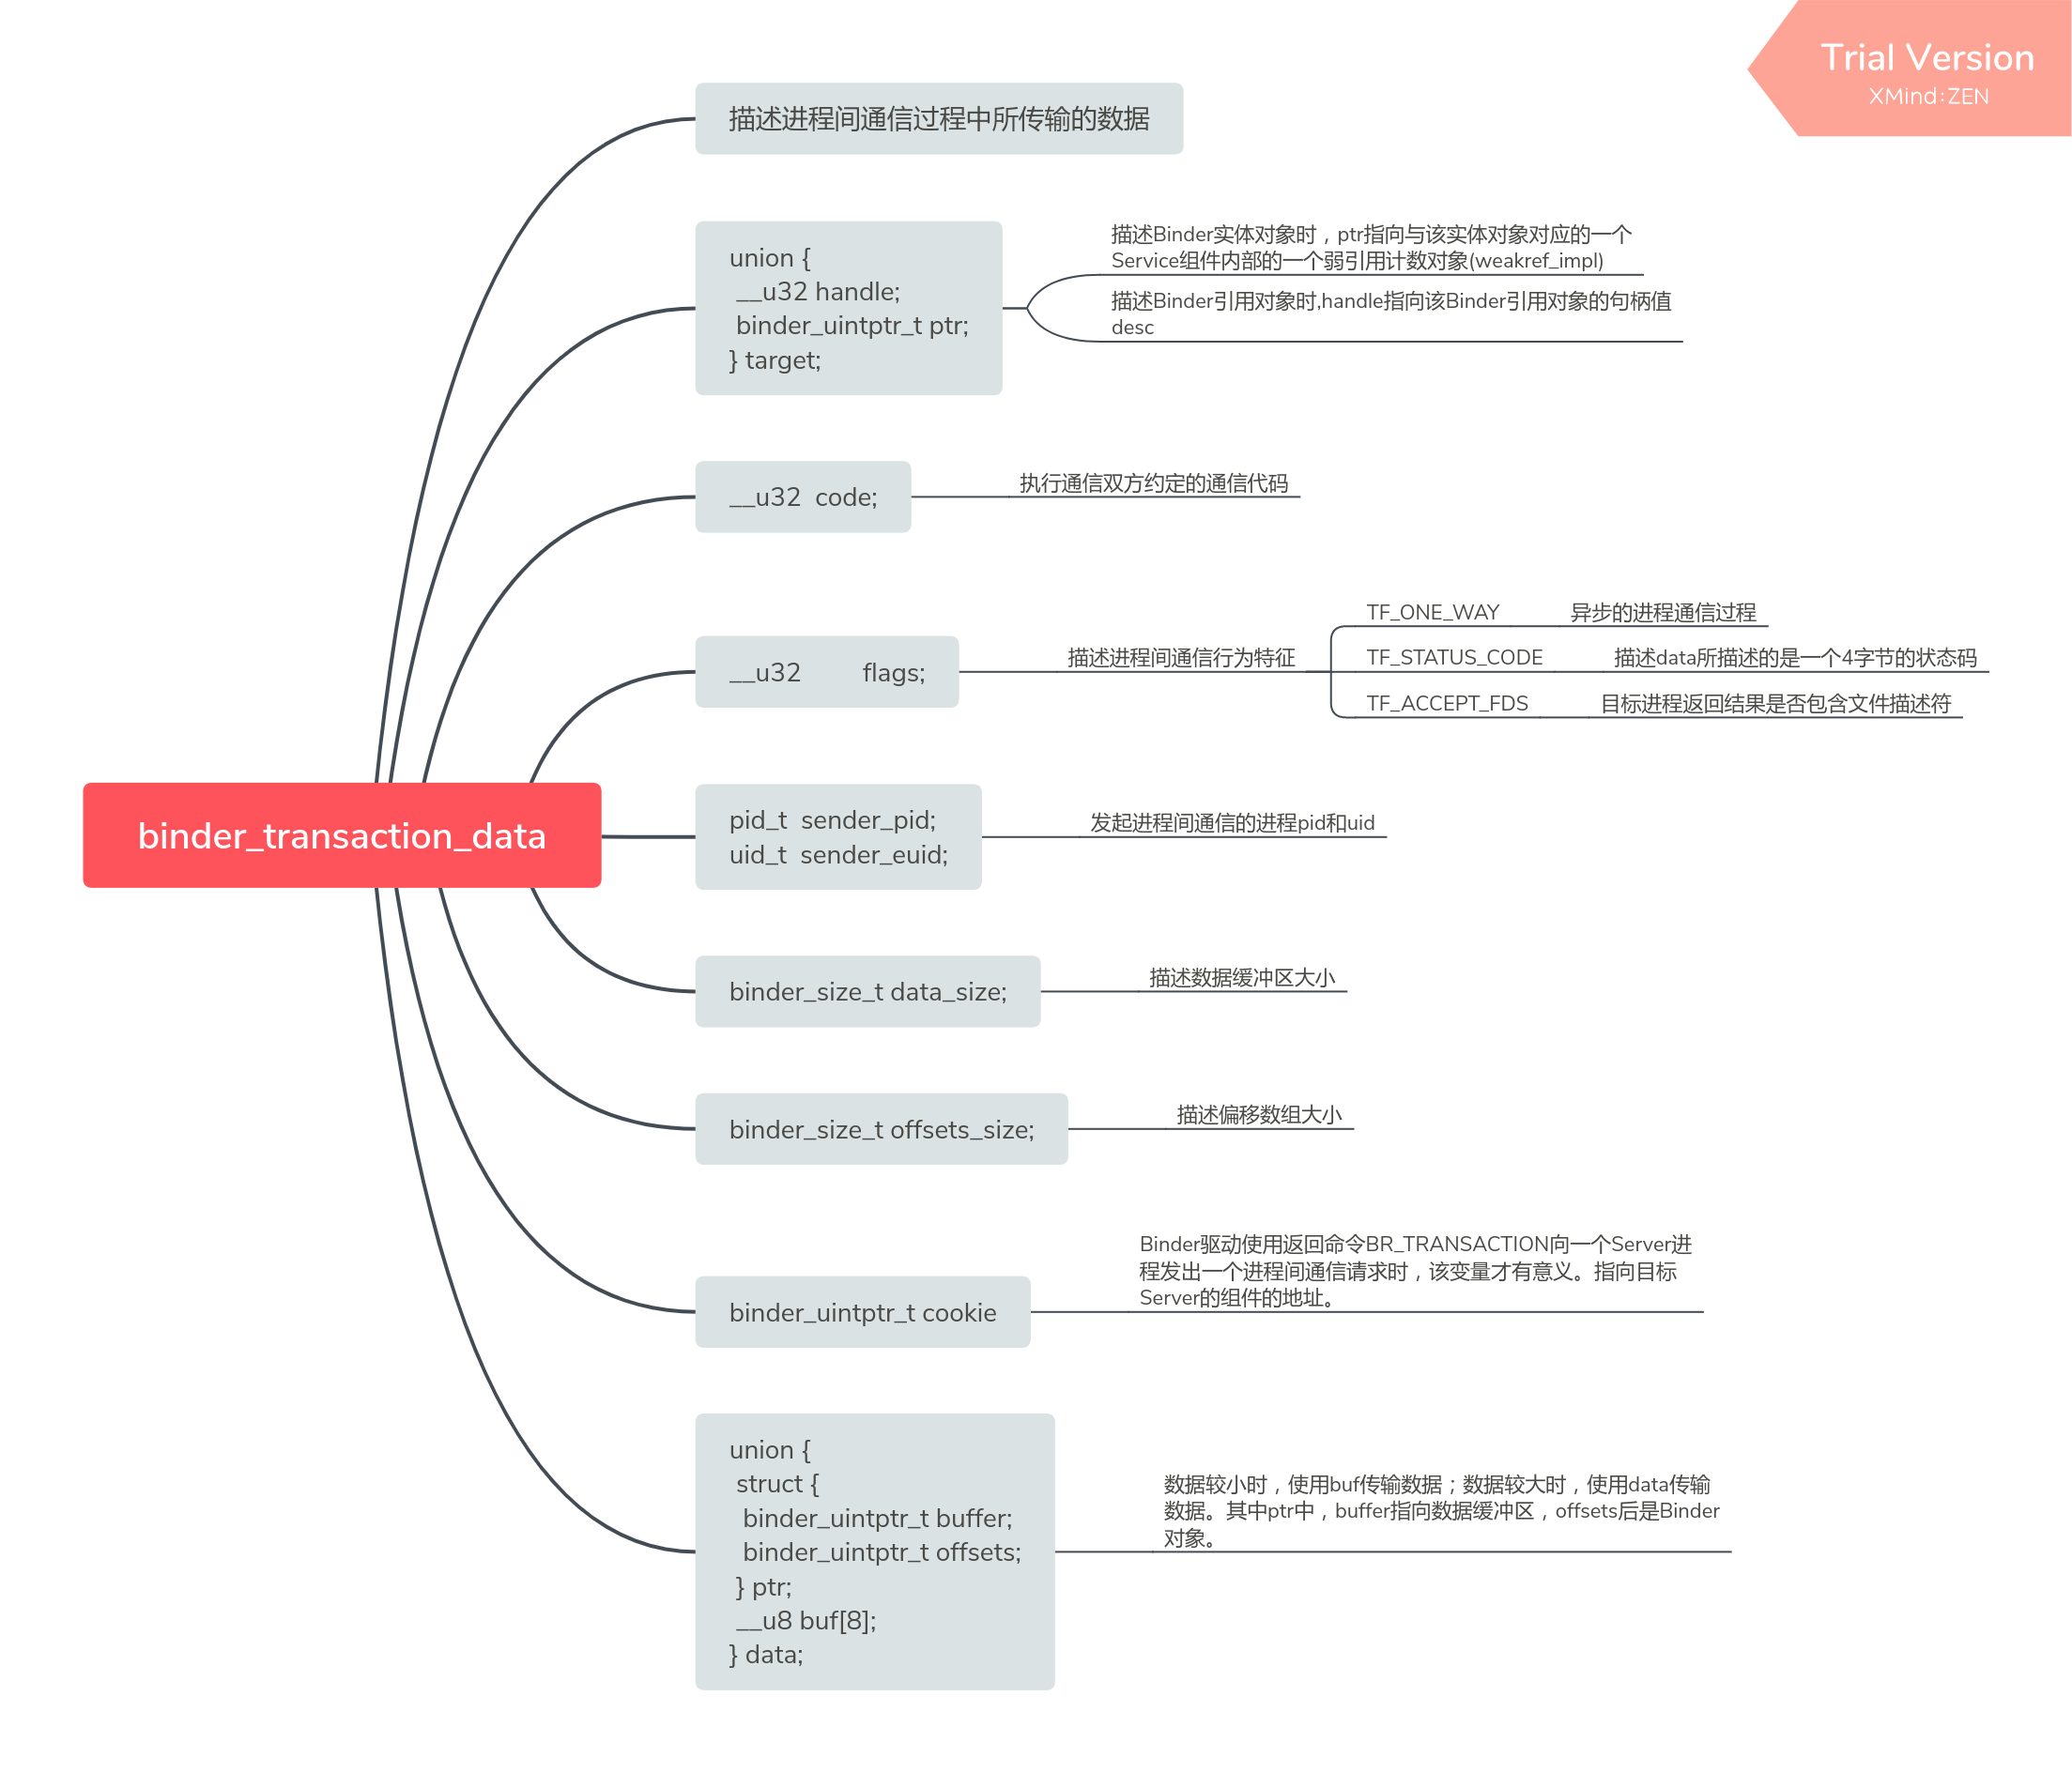 Trial Version
XMind:ZEN
描述进程间通信过程中所传输的数据
union {
__u32 handle;
binder_uintptr_t ptr;
} target;
描述Binder实体对象时，ptr指向与该实体对象对应的一个
Service组件内部的一个弱引用计数对象(weakref_impl)
描述Binder引用对象时,handle指向该Binder引用对象的句柄值
desc
__u32  code;
执行通信双方约定的通信代码
__u32        flags;
描述进程间通信行为特征
TF_ONE_WAY
异步的进程通信过程
TF_STATUS_CODE
描述data所描述的是一个4字节的状态码
TF_ACCEPT_FDS
目标进程返回结果是否包含文件描述符
binder_transaction_data
pid_t  sender_pid;
uid_t  sender_euid;
发起进程间通信的进程pid和uid
binder_size_t data_size;
描述数据缓冲区大小
binder_size_t offsets_size;
描述偏移数组大小
binder_uintptr_t cookie
Binder驱动使用返回命令BR_TRANSACTION向一个Server进
程发出一个进程间通信请求时，该变量才有意义。指向目标
Server的组件的地址。
union {
struct {
binder_uintptr_t buffer;
binder_uintptr_t offsets;
} ptr;
__u8 buf[8];
} data;
数据较小时，使用buf传输数据；数据较大时，使用data传输
数据。其中ptr中，buffer指向数据缓冲区，offsets后是Binder
对象。